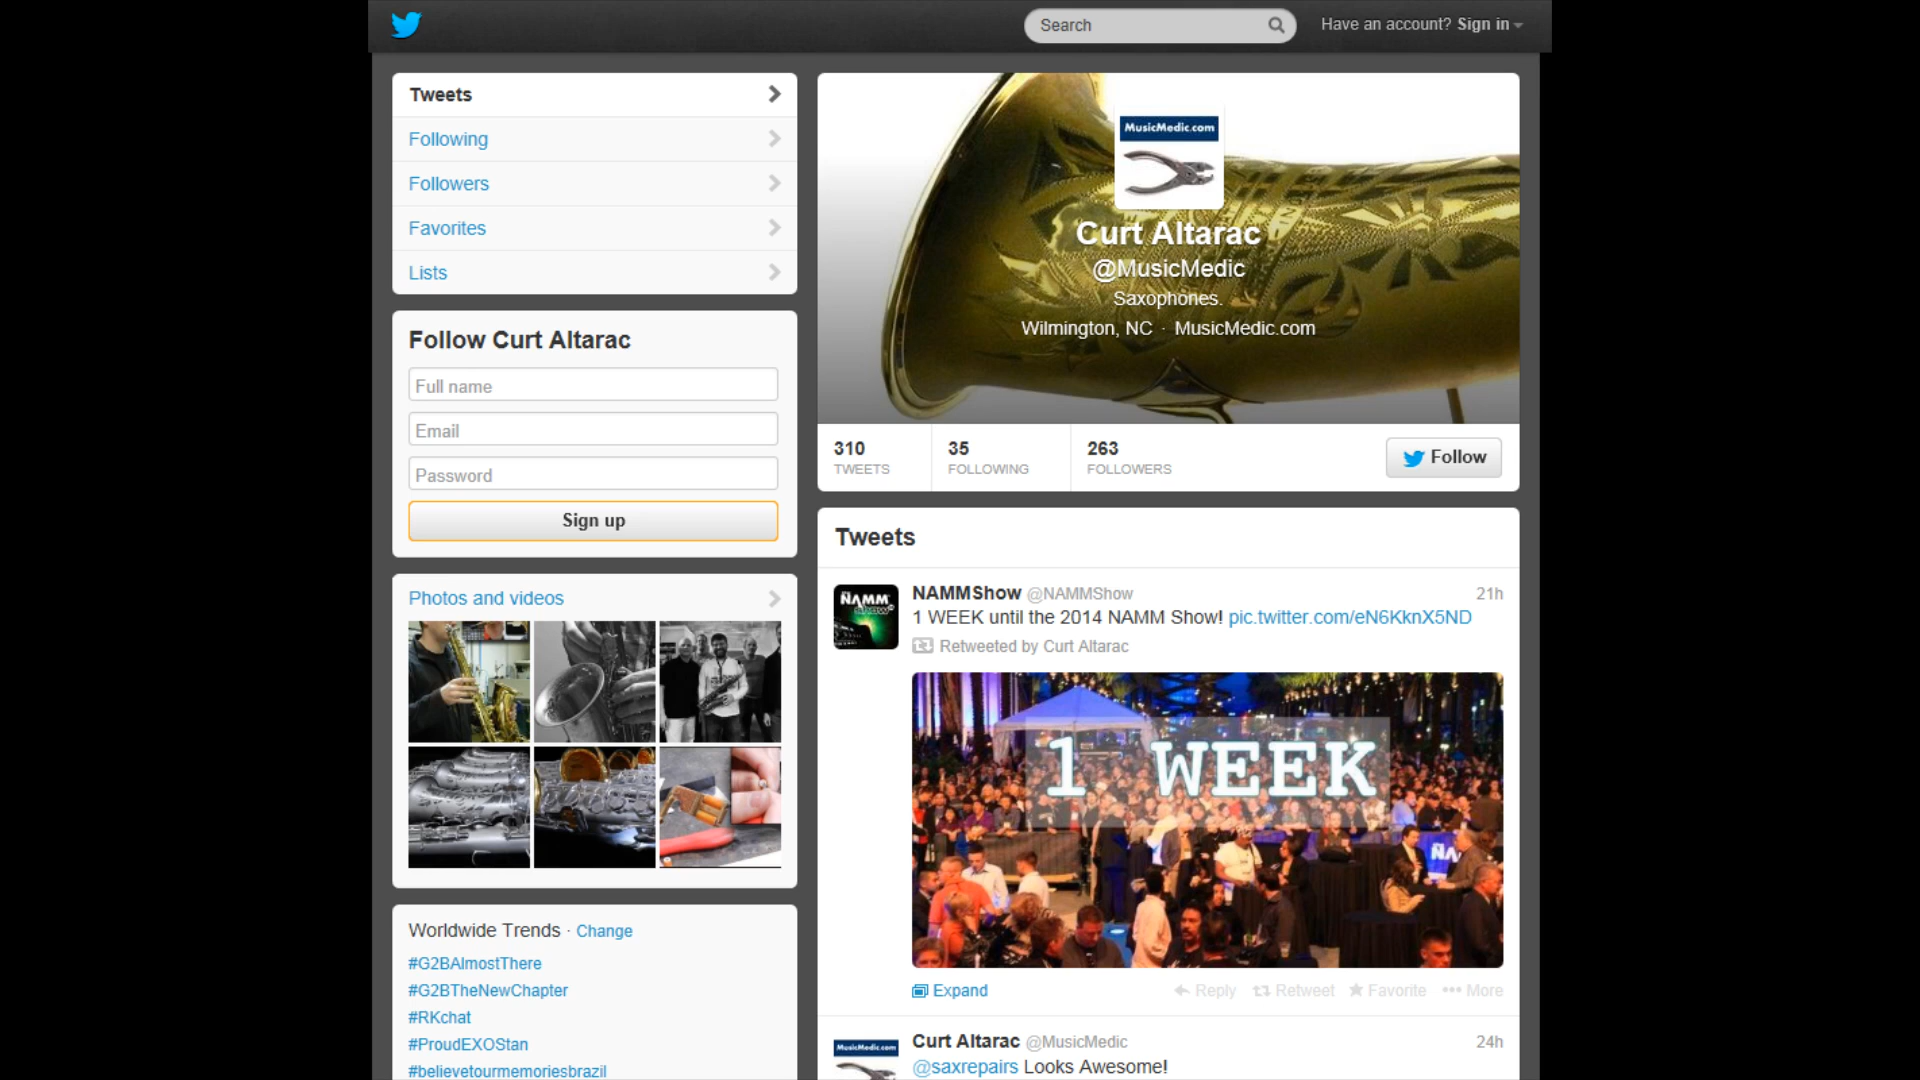 Search
Have an account? Sign in
Tweets
Following
Followers
Favorites
Lists
Follow Curt Altarac
Full name
Email
Password
Sign up
Photos and videos
Worldwide Trends · Change
#G2BAlmostThere
#G2BTheNewChapter
#RKchat
#ProudEXOStan
#believetourmemoriesbrazil
MusicMedic.com
Curt Altarac
@MusicMedic
Saxophones.
Wilmington, NC · MusicMedic.com
310
TWEETS
35
FOLLOWING
263
FOLLOWERS
Follow
Tweets
NAMM
show
NAMMShow @NAMMShow
21h
1 WEEK until the 2014 NAMM Show! pic.twitter.com/eN6KknX5ND
Retweeted by Curt Altarac
1 WEEK
Expand
Reply
Retweet
Favorite
More
MusicMedic.com
Curt Altarac @MusicMedic
24h
@saxrepairs Looks Awesome!